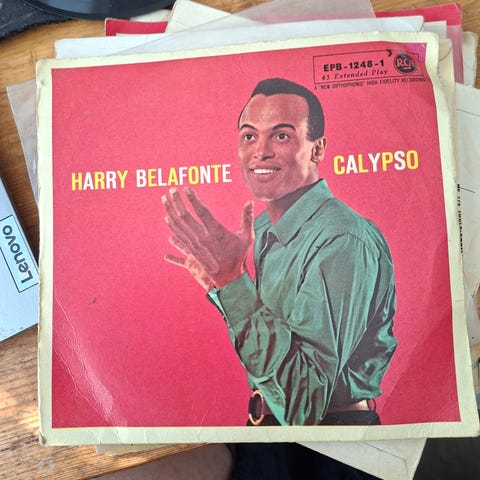 EPB-1248-1
45 Extended Play
RCA
A "NEW ORTHOPHONIC" HIGH FIDELITY RECORDING
HARRY BELAFONTE
CALYPSO
Lenovo